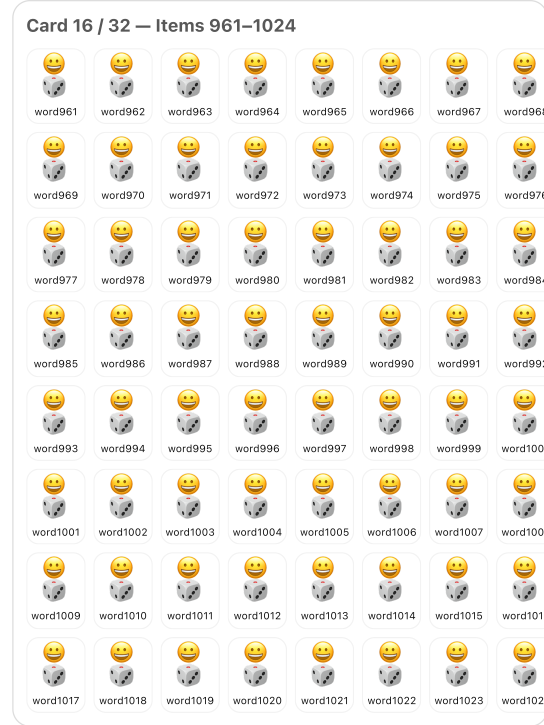 Card 16 / 32 — Items 961–1024
word961 word962 word963 word964 word965 word966 word967
word969 word970 word971 word972 word973 word974 word975
word977 word978 word979 word980 word981 word982 word983
word985 word986 word987 word988 word989 word990 word991
word993 word994 word995 word996 word997 word998 word999
word1001 word1002 word1003 word1004 word1005 word1006 word1007
word1009 word1010 word1011 word1012 word1013 word1014 word1015
word1017 word1018 word1019 word1020 word1021 word1022 word1023